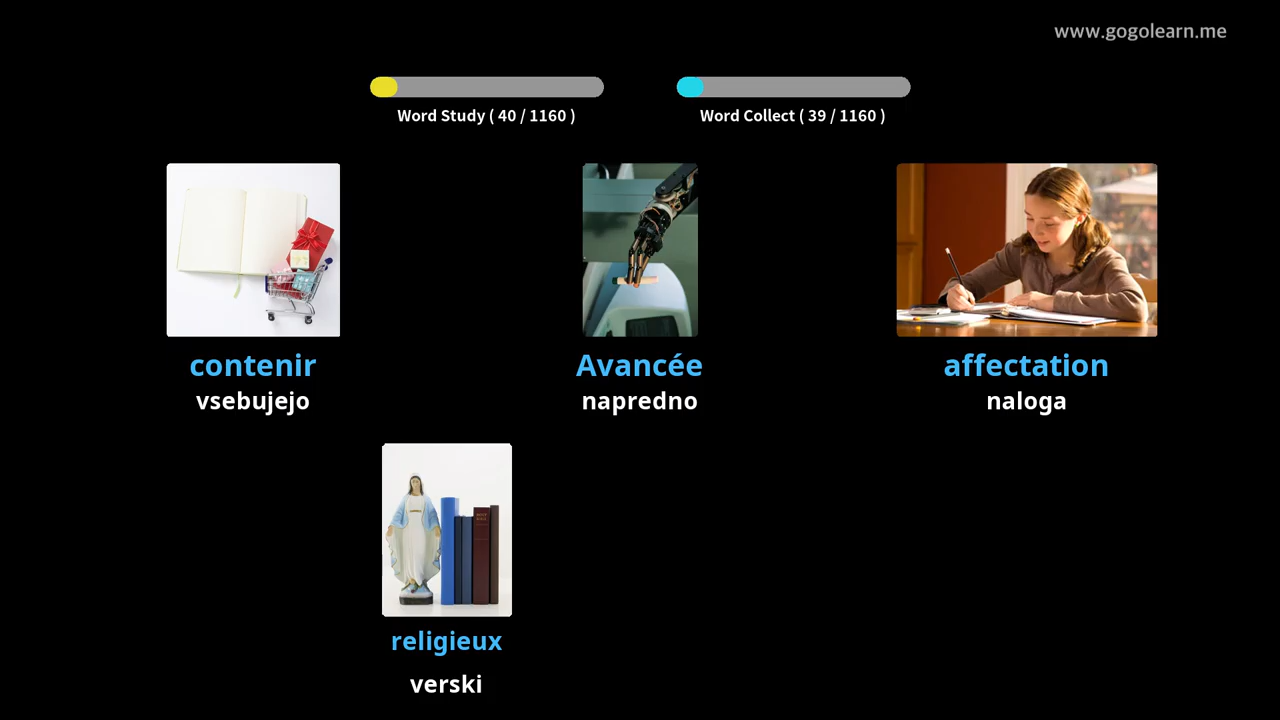 www.gogolearn.me
Word Study ( 40 / 1160 )
Word Collect ( 39 / 1160 )
contenir
vsebujejo
Avancée
napredno
affectation
naloga
religieux
verski